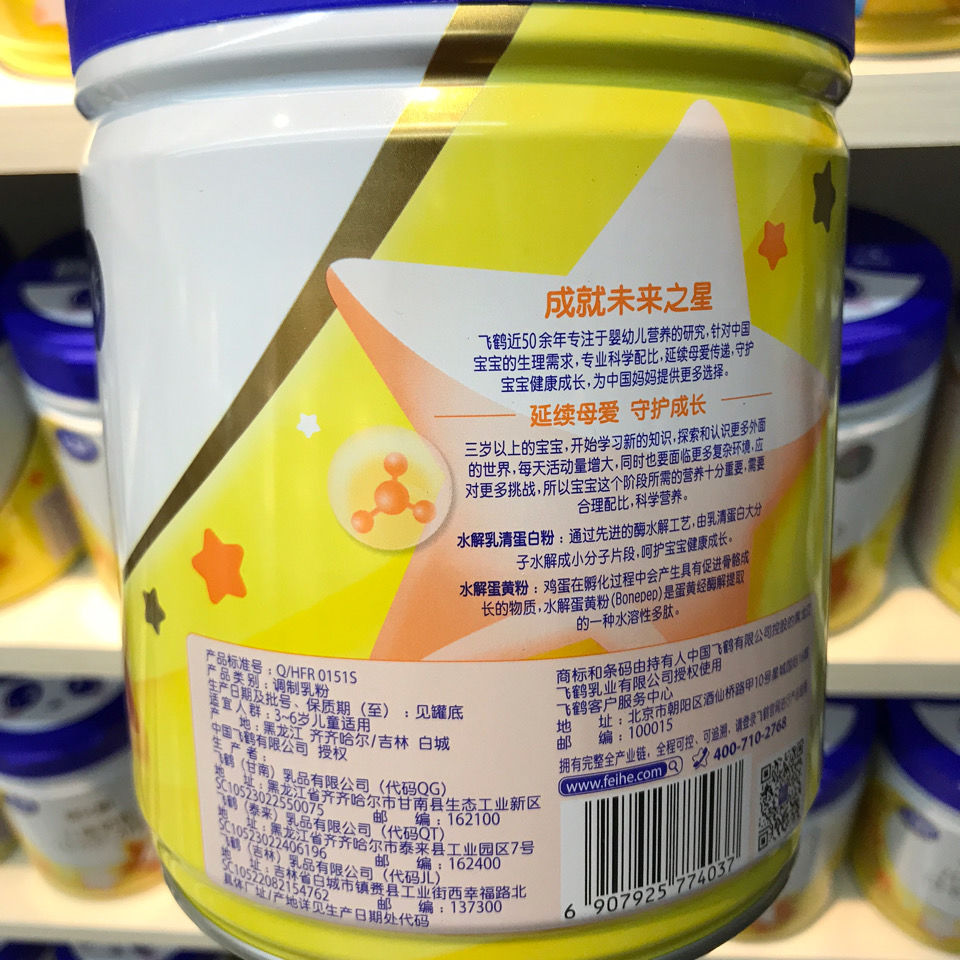 成就未来之星
飞鹤近50余年专注于婴幼儿营养的研究,针对中国
宝宝的生理需求,专业科学配比,延续母爱传递,守护
宝宝健康成长,为中国妈妈提供更多选择。
延续母爱 守护成长
三岁以上的宝宝,开始学习新的知识,探索和认识更多外面
的世界,每天活动量增大,同时也要面临更多复杂环境,应
对更多挑战,所以宝宝这个阶段所需的营养十分重要,需要
合理配比,科学营养。
水解乳清蛋白粉:通过先进的酶水解工艺,由乳清蛋白大分
子水解成小分子片段,呵护宝宝健康成长。
水解蛋黄粉:鸡蛋在孵化过程中会产生具有促进骨骼成
长的物质,水解蛋黄粉(Bonepep)是蛋黄经酶解提取
的一种水溶性多肽。
产品标准号:Q/HFR 0151S
产品类别:调制乳粉
生产日期及批号、保质期(至):见罐底
适宜人群:3~6岁儿童适用
产 地:黑龙江 齐齐哈尔/吉林 白城
中国飞鹤有限公司 授权
生产者:
飞鹤(甘南)乳品有限公司(代码QG)
地 址:黑龙江省齐齐哈尔市甘南县生态工业新区
SC10523022550075 邮 编:162100
飞鹤(泰来)乳品有限公司(代码QT)
地 址:黑龙江省齐齐哈尔市泰来县工业园区7号
SC10523022406196 邮 编:162400
飞鹤(吉林)乳品有限公司(代码JL)
地 址:吉林省白城市镇赉县工业街西幸福路北
SC10522082154762 邮 编:137300
具体厂址/产地详见生产日期处代码
商标和条码由持有人中国飞鹤有限公司控股的黑龙江
飞鹤乳业有限公司授权使用
飞鹤客户服务中心
地 址:北京市朝阳区酒仙桥路甲10号星城国际
邮 编:100015
拥有完整全产业链,全程可控、可追溯,请登录飞鹤官网进行产品追溯
www.feihe.com 400-710-2768
6 907925 774037